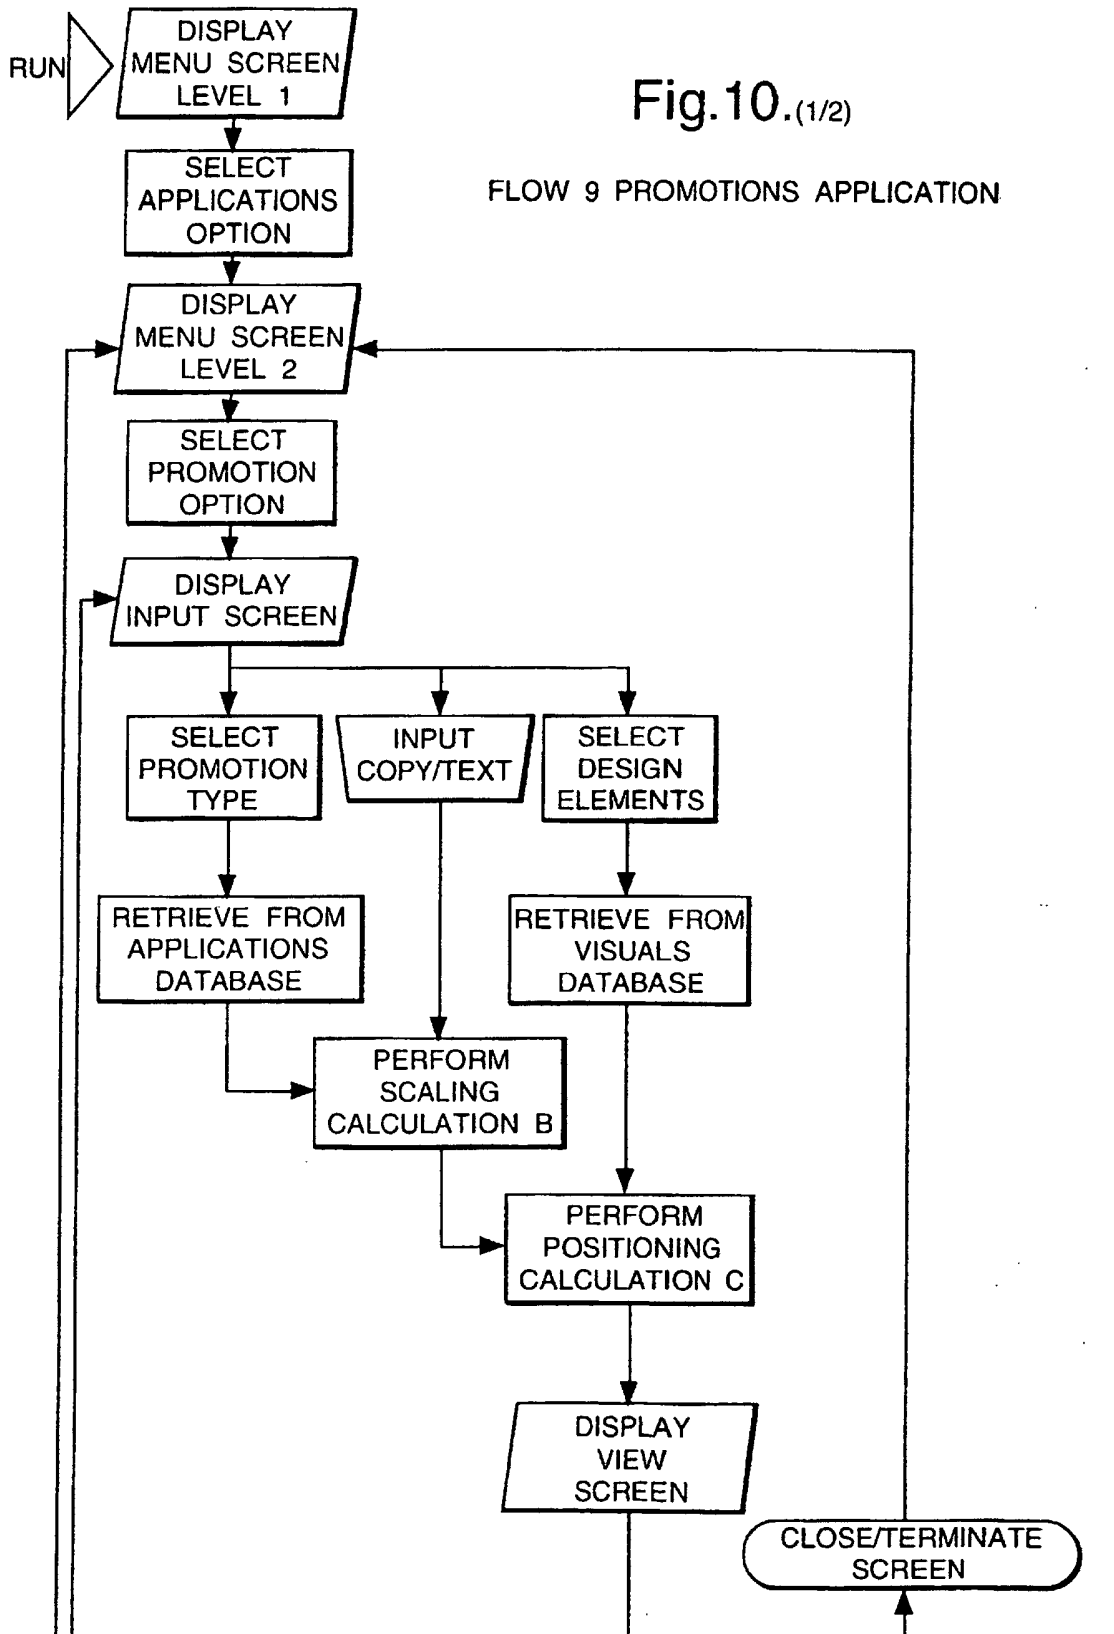 RUN
DISPLAY
MENU SCREEN
LEVEL 1
Fig.10.(1/2)
FLOW 9 PROMOTIONS APPLICATION
SELECT
APPLICATIONS
OPTION
DISPLAY
MENU SCREEN
LEVEL 2
SELECT
PROMOTION
OPTION
DISPLAY
INPUT SCREEN
SELECT
PROMOTION
TYPE
INPUT
COPY/TEXT
SELECT
DESIGN
ELEMENTS
RETRIEVE FROM
APPLICATIONS
DATABASE
RETRIEVE FROM
VISUALS
DATABASE
PERFORM
SCALING
CALCULATION B
PERFORM
POSITIONING
CALCULATION C
DISPLAY
VIEW
SCREEN
CLOSE/TERMINATE
SCREEN